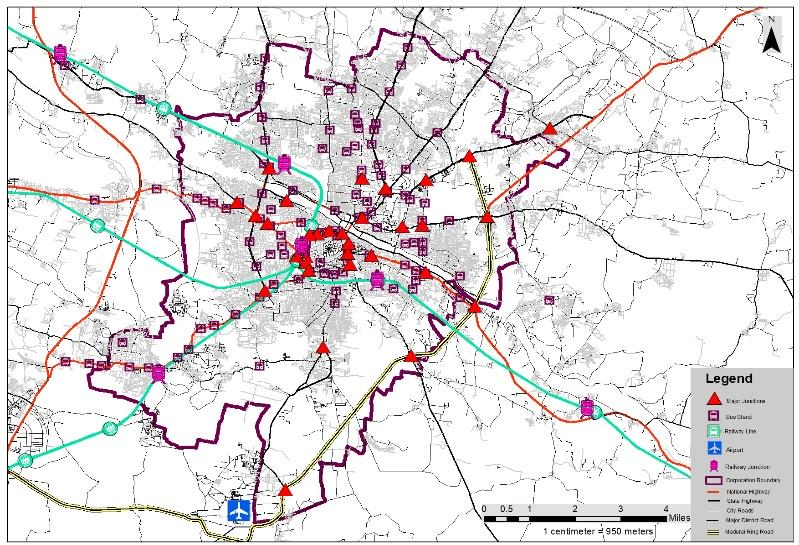 N
Legend
Major Junctions
Bus Stand
Railway Line
Airport
Railway Junction
Corporation Boundary
National Highway
State Highway
City Roads
Major District Road
Madurai Ring Road
0 0.5 1 2 3 4
Miles
1 centimeter = 950 meters